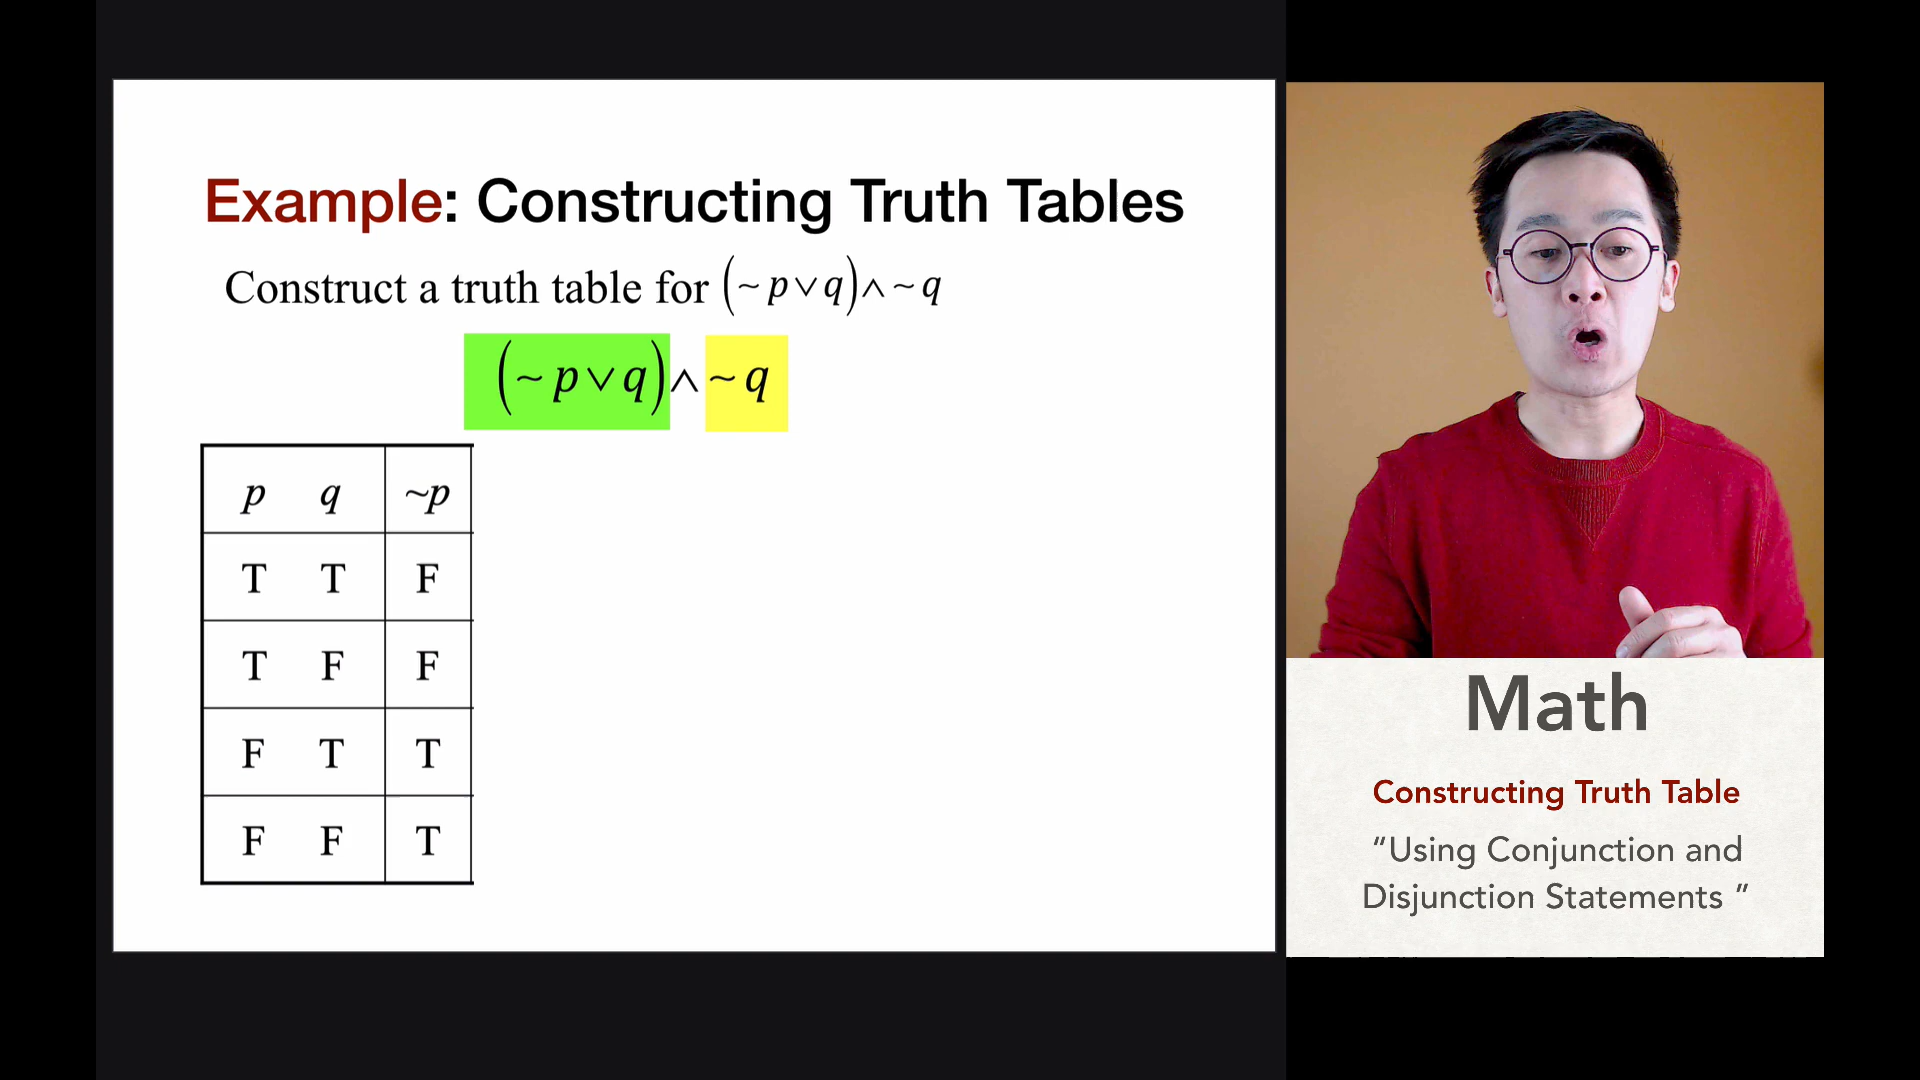 Example: Constructing Truth Tables
Construct a truth table for (~p∨q)∧~q
(~p∨q)∧~q
p q ~p
T T F
T F F
F T T
F F T
Math
Constructing Truth Table
“Using Conjunction and
Disjunction Statements ”